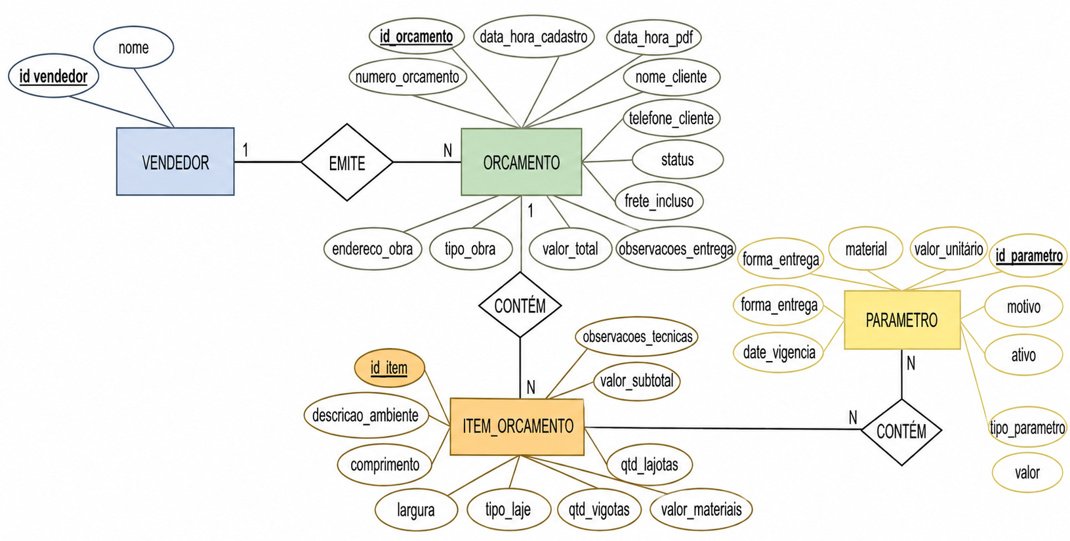 id_orcamento
data_hora_cadastro
data_hora_pdf
nome
id vendedor
numero_orcamento
nome_cliente
telefone_cliente
VENDEDOR
1
EMITE
N
ORCAMENTO
status
frete_incluso
1
endereco_obra
tipo_obra
valor_total
observacoes_entrega
forma_entrega
material
valor_unitário
id_parametro
CONTÉM
forma_entrega
PARAMETRO
motivo
observacoes_tecnicas
date_vigencia
ativo
id_item
valor_subtotal
N
N
descricao_ambiente
ITEM_ORCAMENTO
N
CONTÉM
tipo_parametro
comprimento
qtd_lajotas
valor
largura
tipo_laje
qtd_vigotas
valor_materiais